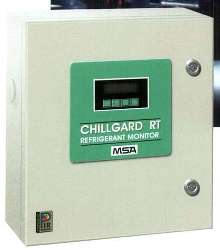 CHILLGARD RT
REFRIGERANT MONITOR
MSA